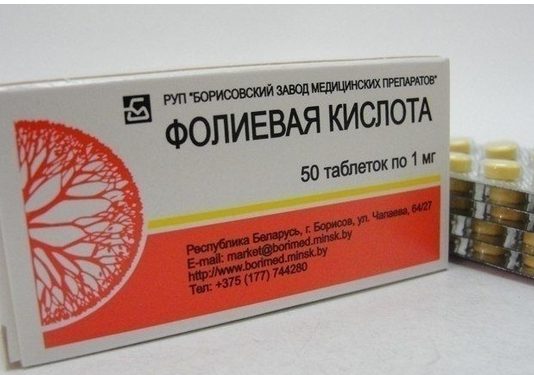 РУП "БОРИСОВСКИЙ ЗАВОД МЕДИЦИНСКИХ ПРЕПАРАТОВ"
ФОЛИЕВАЯ КИСЛОТА
50 таблеток по 1 мг
Республика Беларусь, г. Борисов, ул. Чапаева, 64/27
E-mail: market@borimed.minsk.by
http://www.borimed.minsk.by
Тел: +375 (177) 744280